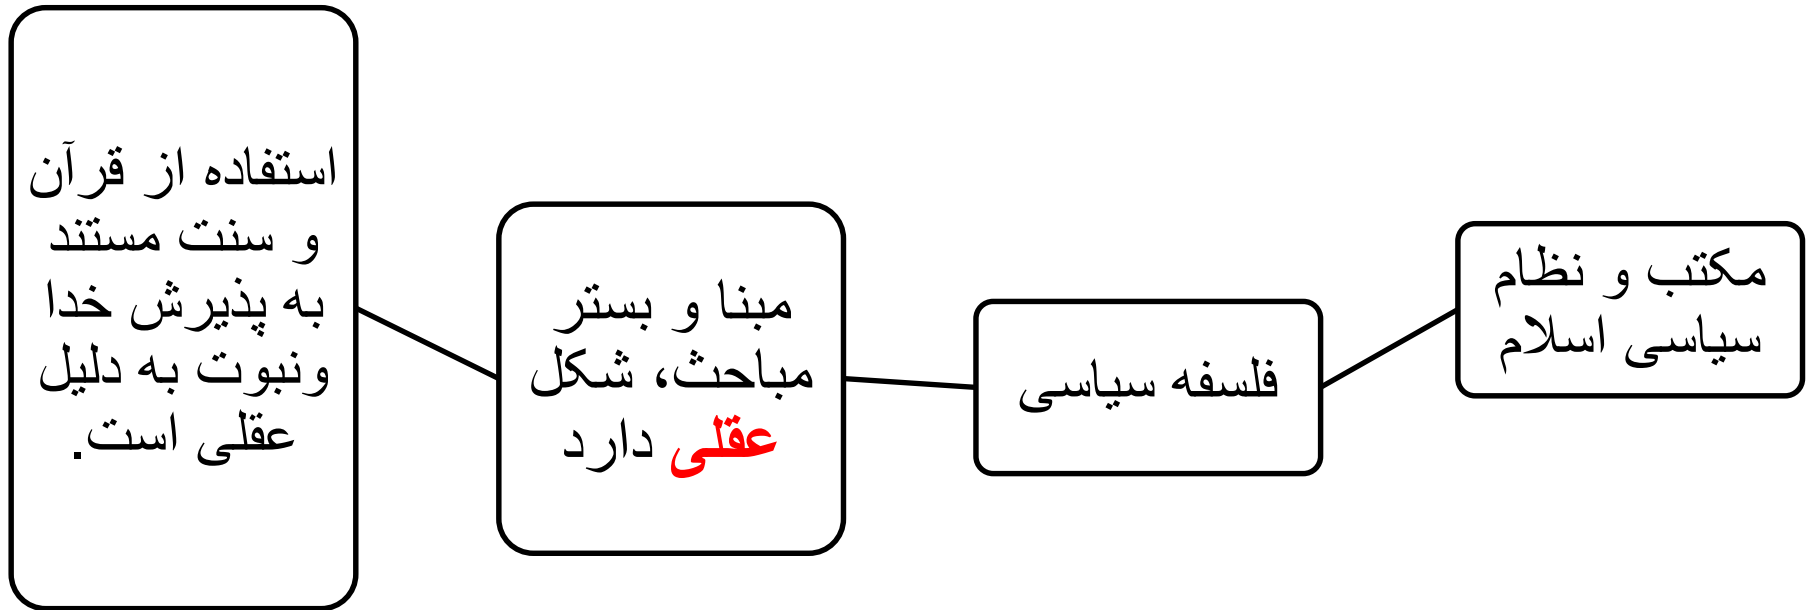 مکتب و نظام
سیاسی اسلام
فلسفه سیاسی
مبنا و بستر
مباحث، شکل
عقلی دارد
استفاده از قرآن
و سنت مستند
به پذیرش خدا
ونبوت به دلیل
عقلی است.